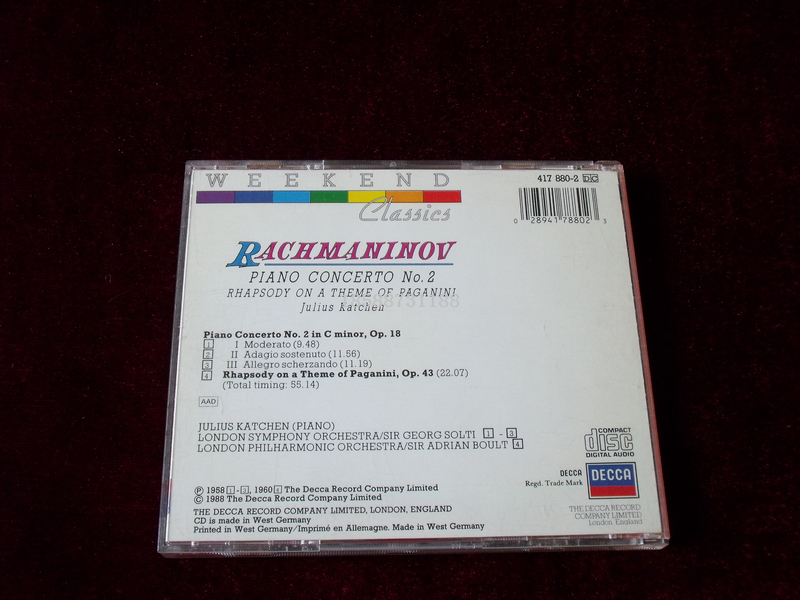 WEEKEND
Classics
417 880-2 DC
0 28941 78802 3
RACHMANINOV
PIANO CONCERTO No. 2
RHAPSODY ON A THEME OF PAGANINI
Julius Katchen
Piano Concerto No. 2 in C minor, Op. 18
1 I Moderato (9.48)
2 II Adagio sostenuto (11.56)
3 III Allegro scherzando (11.19)
4 Rhapsody on a Theme of Paganini, Op. 43 (22.07)
(Total timing: 55.14)
AAD
JULIUS KATCHEN (PIANO)
LONDON SYMPHONY ORCHESTRA/SIR GEORG SOLTI 1 - 3
LONDON PHILHARMONIC ORCHESTRA/SIR ADRIAN BOULT 4
COMPACT
disc
DIGITAL AUDIO
DECCA
Regd. Trade Mark
DECCA
℗ 1958 1 - 3, 1960 4 The Decca Record Company Limited
© 1988 The Decca Record Company Limited
THE DECCA RECORD COMPANY LIMITED, LONDON, ENGLAND
CD is made in West Germany
Printed in West Germany/Imprimé en Allemagne. Made in West Germany
THE DECCA RECORD
COMPANY LIMITED
London England